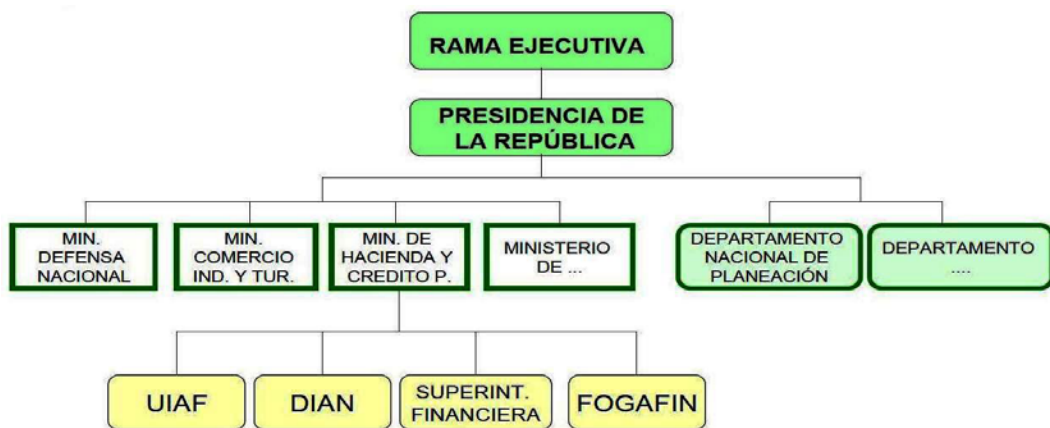 RAMA EJECUTIVA
PRESIDENCIA DE
LA REPÚBLICA
MIN.
DEFENSA
NACIONAL
MIN.
COMERCIO
IND. Y TUR.
MIN. DE
HACIENDA Y
CREDITO P.
MINISTERIO
DE ...
DEPARTAMENTO
NACIONAL DE
PLANEACIÓN
DEPARTAMENTO
....
UIAF
DIAN
SUPERINT.
FINANCIERA
FOGAFIN